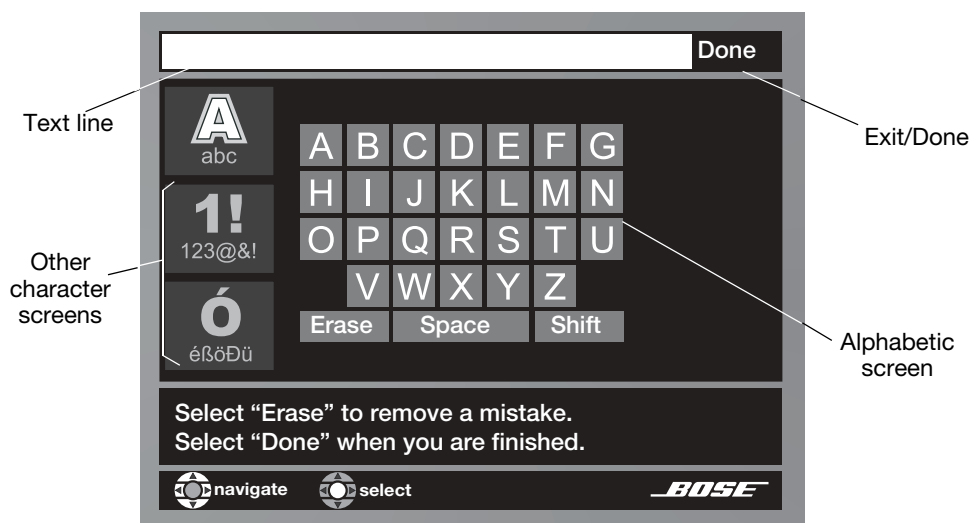 Done
Text line
Exit/Done
A
abc
A B C D E F G
1!
123@&!
H I J K L M N
O P Q R S T U
Other
character
screens
V W X Y Z
Ó
éßöÐü
Erase Space Shift
Alphabetic
screen
Select “Erase” to remove a mistake.
Select “Done” when you are finished.
navigate select BOSE